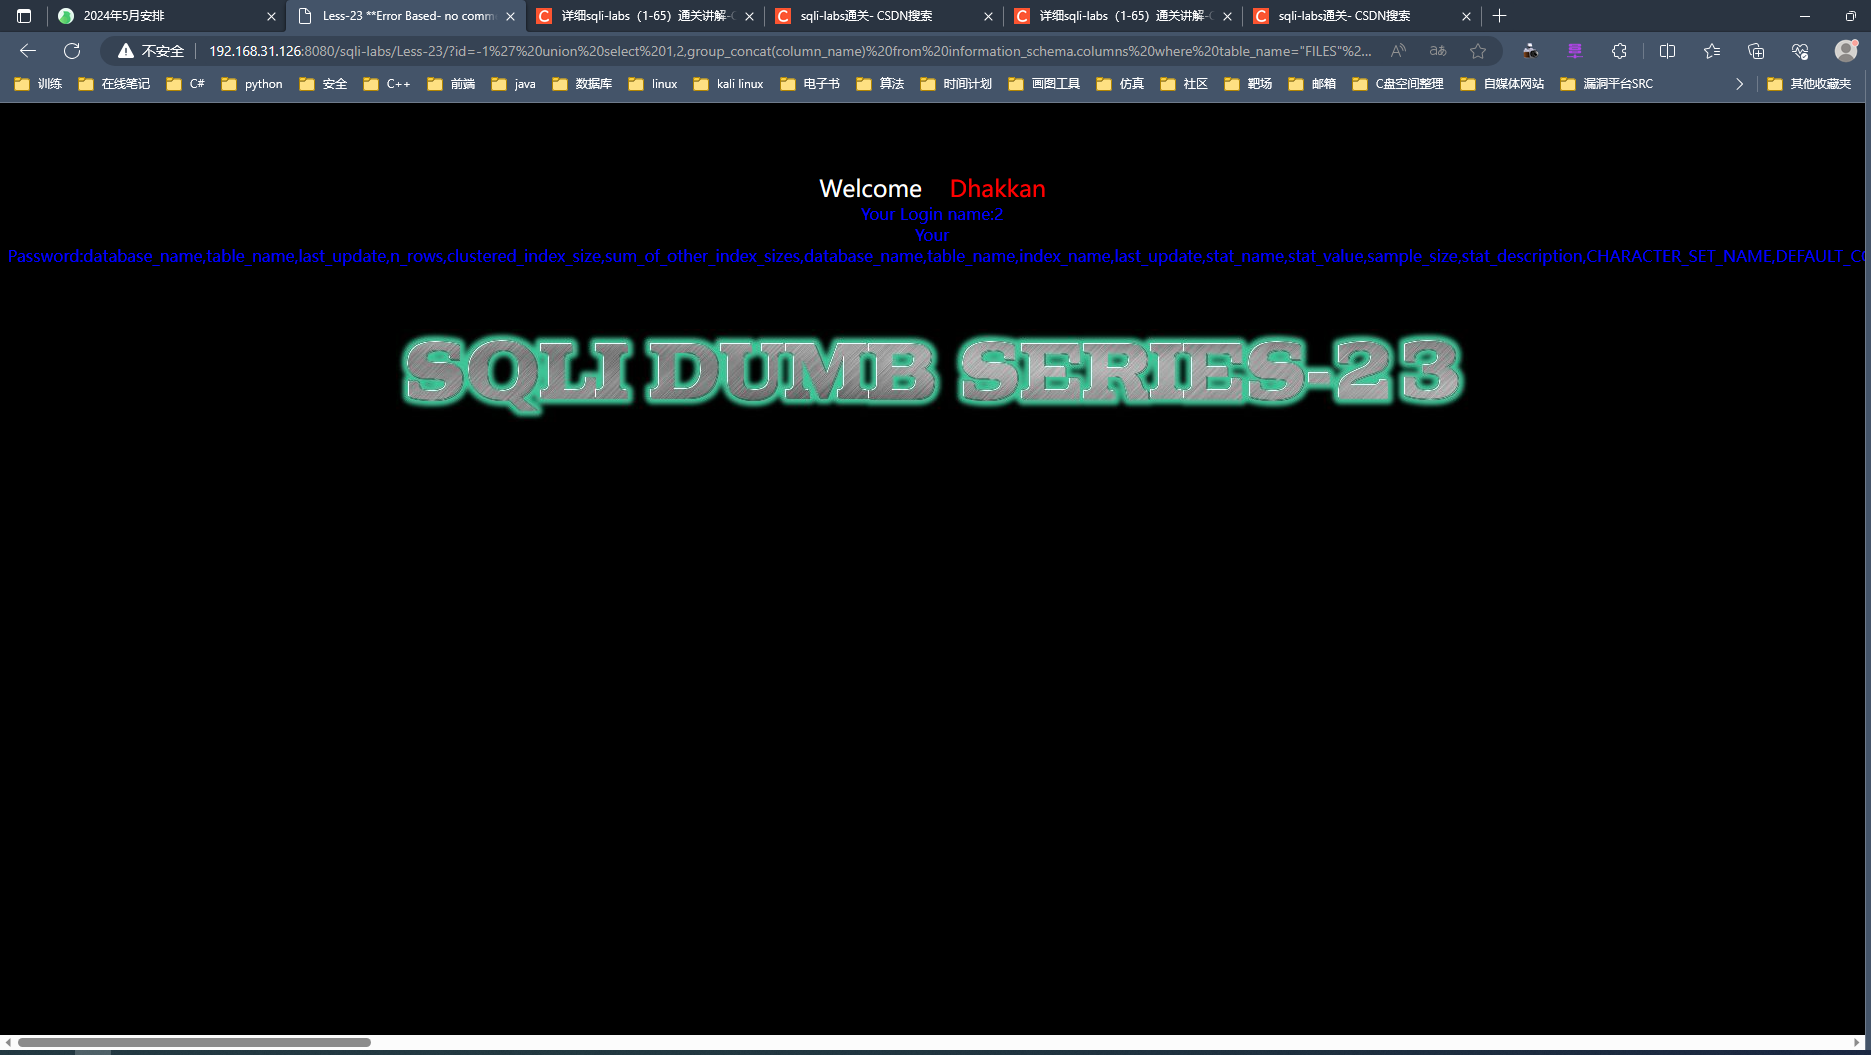 2024年5月安排
Less-23 **Error Based- no comm
详细sqli-labs（1-65）通关讲解-C
sqli-labs通关- CSDN搜索
详细sqli-labs（1-65）通关讲解-C
sqli-labs通关- CSDN搜索
不安全 192.168.31.126:8080/sqli-labs/Less-23/?id=-1%27%20union%20select%201,2,group_concat(column_name)%20from%20information_schema.columns%20where%20table_name="FILES"%2...
训练 在线笔记 C# python 安全 C++ 前端 java 数据库 linux kali linux 电子书 算法 时间计划 画图工具 仿真 社区 靶场 邮箱 C盘空间整理 自媒体网站 漏洞平台SRC 其他收藏夹
Welcome Dhakkan
Your Login name:2
Your
Password:database_name,table_name,last_update,n_rows,clustered_index_size,sum_of_other_index_sizes,database_name,table_name,index_name,last_update,stat_name,stat_value,sample_size,stat_description,CHARACTER_SET_NAME,DEFAULT_CO
SQLI DUMB SERIES-23